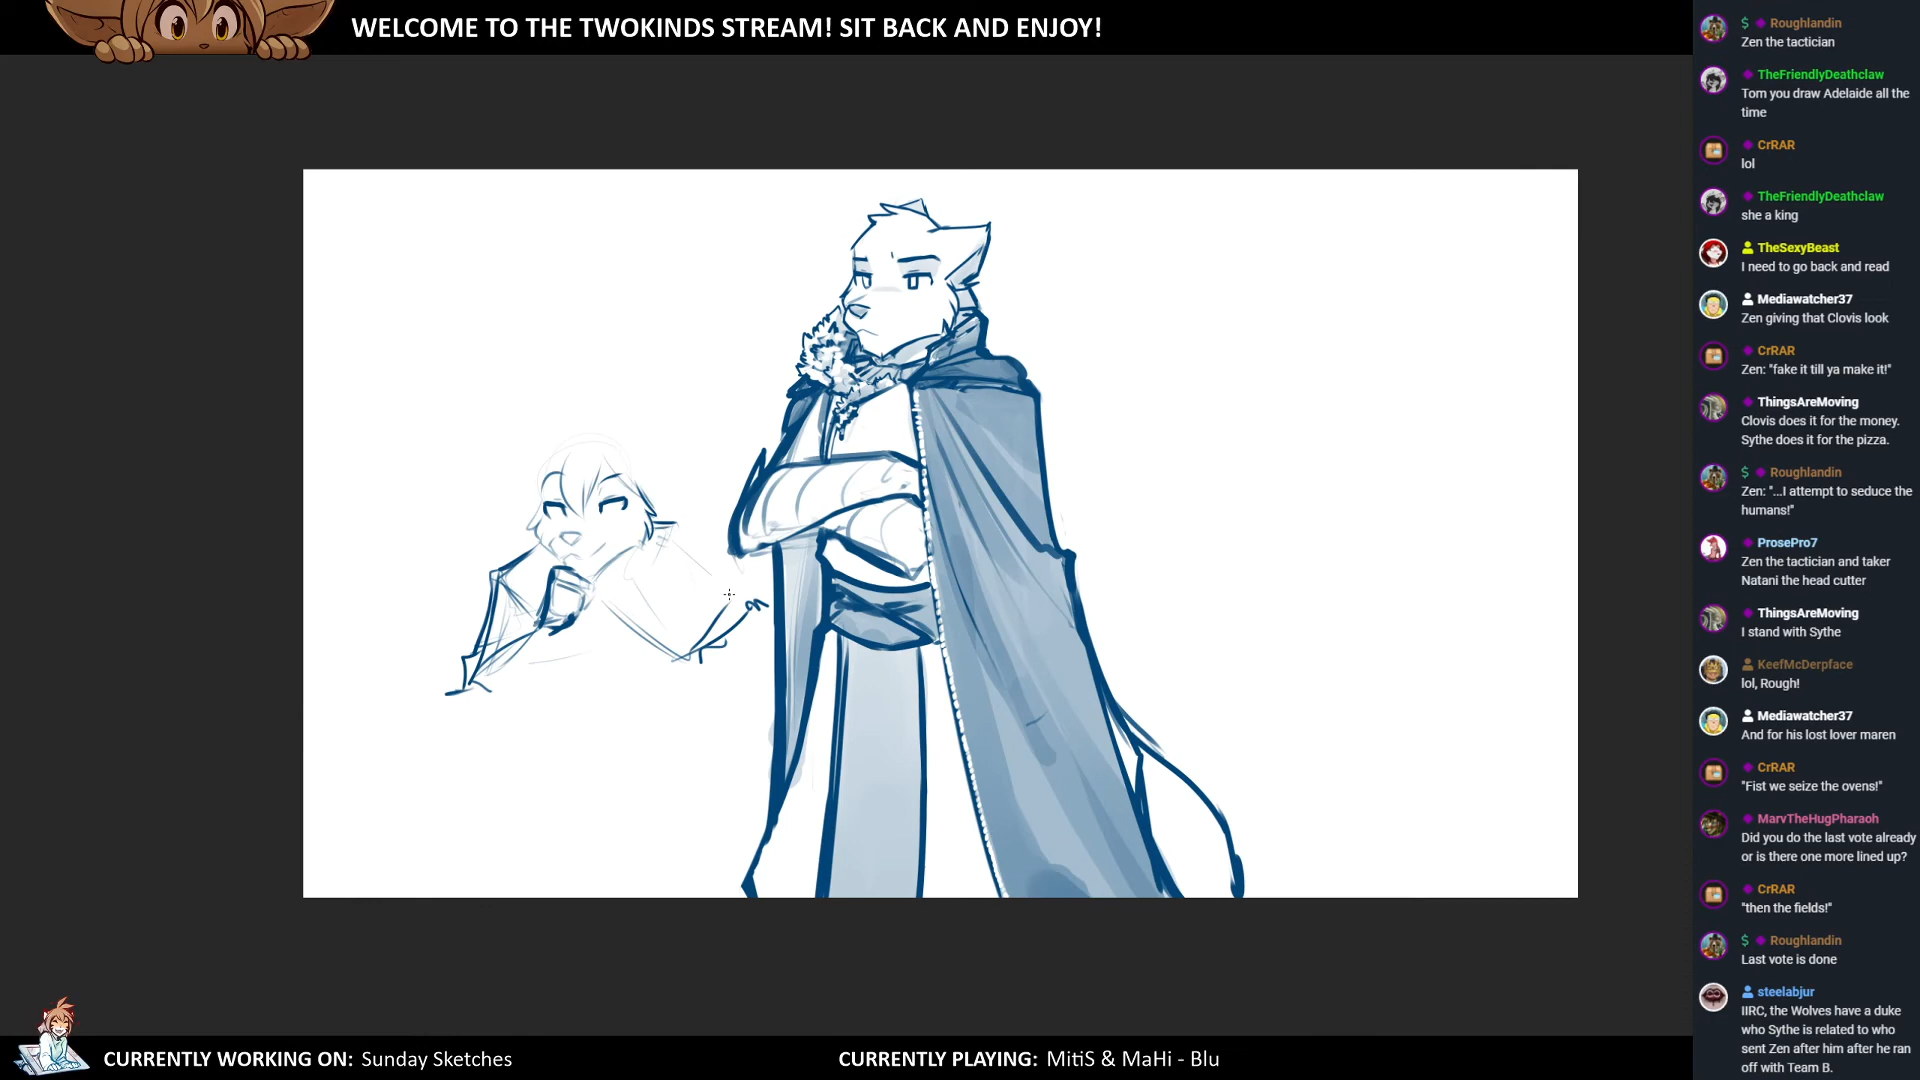 WELCOME TO THE TWOKINDS STREAM! SIT BACK AND ENJOY!
$ Roughlandin
Zen the tactician
TheFriendlyDeathclaw
Tom you draw Adelaide all the
time
CrRAR
lol
TheFriendlyDeathclaw
she a king
TheSexyBeast
I need to go back and read
Mediawatcher37
Zen giving that Clovis look
CrRAR
Zen: "fake it till ya make it!"
ThingsAreMoving
Clovis does it for the money.
Sythe does it for the pizza.
$ Roughlandin
Zen: "...I attempt to seduce the
humans!"
ProsePro7
Zen the tactician and taker
Natani the head cutter
ThingsAreMoving
I stand with Sythe
KeefMcDerpface
lol, Rough!
Mediawatcher37
And for his lost lover maren
CrRAR
"Fist we seize the ovens!"
MarvTheHugPharaoh
Did you do the last vote already
or is there one more lined up?
CrRAR
"then the fields!"
$ Roughlandin
Last vote is done
steelabjur
IIRC, the Wolves have a duke
who Sythe is related to who
sent Zen after him after he ran
off with Team B.
CURRENTLY WORKING ON: Sunday Sketches
CURRENTLY PLAYING: MitiS & MaHi - Blu